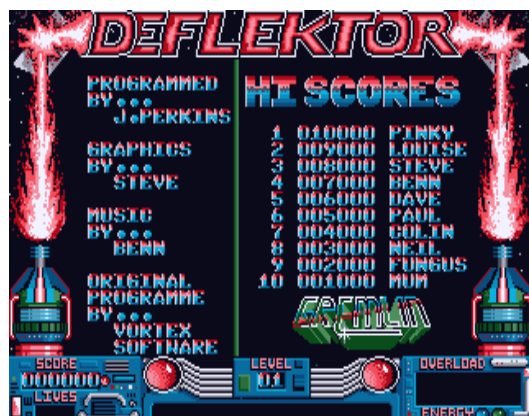 DEFLEKTOR
PROGRAMMED
BY...
J.PERKINS
GRAPHICS
BY...
STEVE
MUSIC
BY...
BENN
ORIGINAL
PROGRAMME
BY...
VORTEX
SOFTWARE
HI SCORES
1 010000 PINKY
2 009000 LOUISE
3 008000 STEVE
4 007000 BENN
5 006000 DAVE
6 005000 PAUL
7 004000 COLIN
8 003000 NEIL
9 002000 FUNGUS
10 001000 MUM
GREMLIN
SCORE
000000
LIVES
LEVEL
01
OVERLOAD
ENERGY